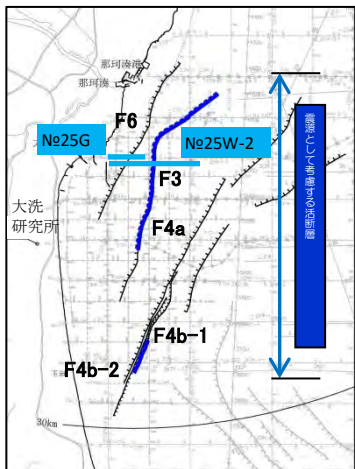 那珂湊港
那珂湊
F6
№25G
№25W-2
F3
大洗
研究所
F4a
震源として考慮する活断層
F4b-1
F4b-2
30km